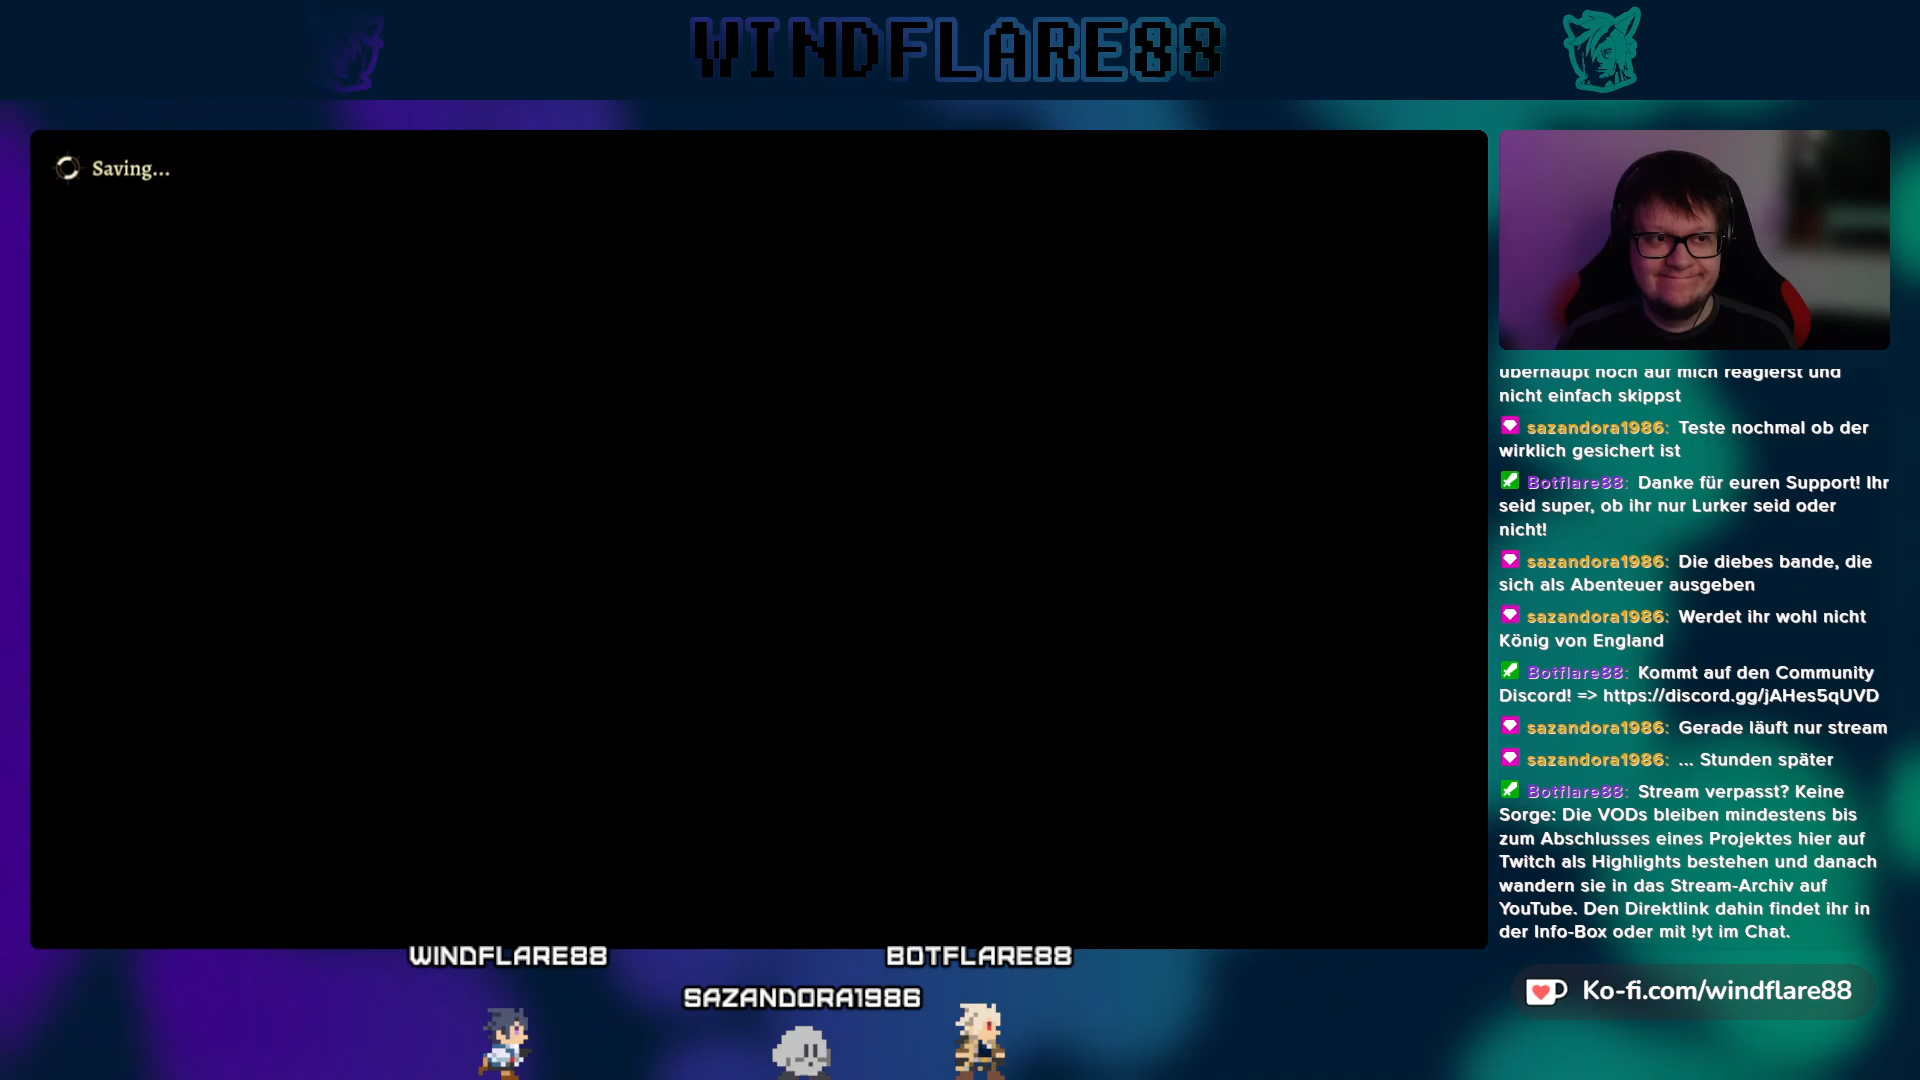 WINDFLARE88
Saving...
überhaupt noch auf mich reagierst und
nicht einfach skippst
sazandora1986: Teste nochmal ob der
wirklich gesichert ist
Botflare88: Danke für euren Support! Ihr
seid super, ob ihr nur Lurker seid oder
nicht!
sazandora1986: Die diebes bande, die
sich als Abenteuer ausgeben
sazandora1986: Werdet ihr wohl nicht
König von England
Botflare88: Kommt auf den Community
Discord! => https://discord.gg/jAHes5qUVD
sazandora1986: Gerade läuft nur stream
sazandora1986: ... Stunden später
Botflare88: Stream verpasst? Keine
Sorge: Die VODs bleiben mindestens bis
zum Abschlusses eines Projektes hier auf
Twitch als Highlights bestehen und danach
wandern sie in das Stream-Archiv auf
YouTube. Den Direktlink dahin findet ihr in
der Info-Box oder mit !yt im Chat.
WINDFLARE88
BOTFLARE88
SAZANDORA1986
Ko-fi.com/windflare88